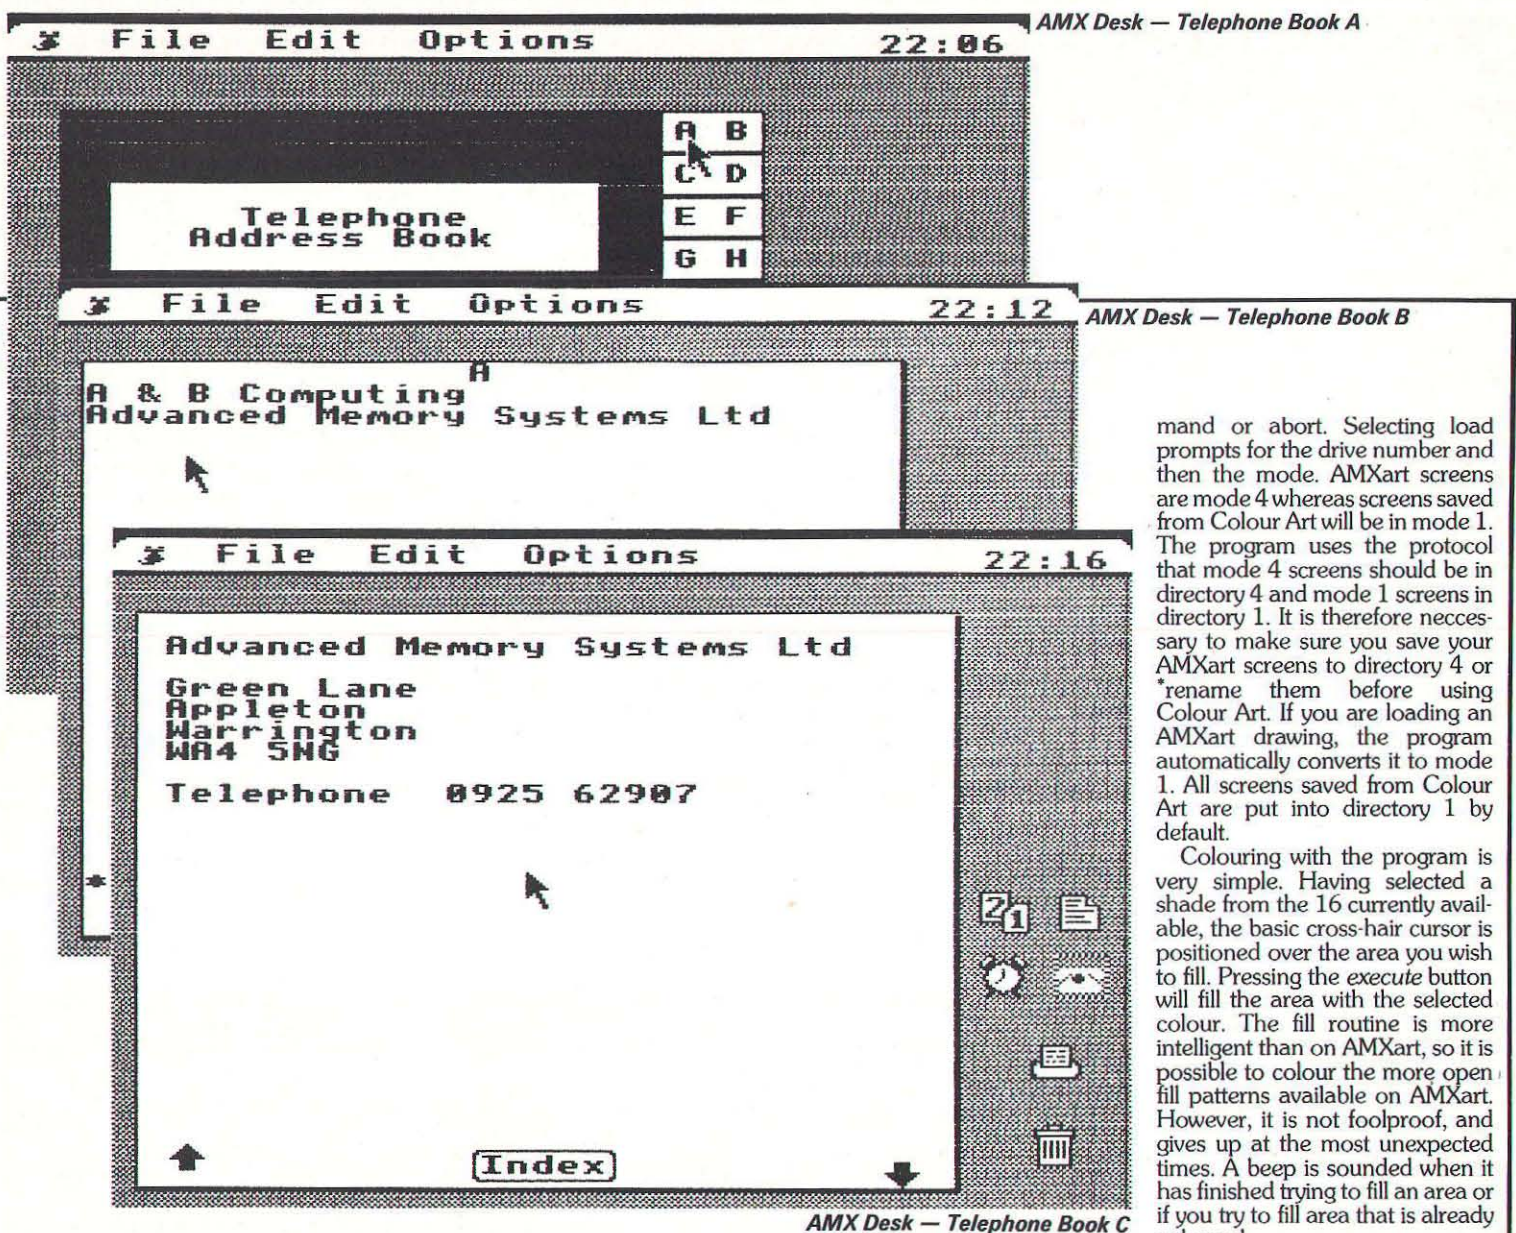 AMX Desk — Telephone Book A
File Edit Options 22:06
A B
C D
E F
G H
Telephone
Address Book
File Edit Options 22:12
AMX Desk — Telephone Book B
A
A & B Computing
Advanced Memory Systems Ltd
*
File Edit Options 22:16
Advanced Memory Systems Ltd
Green Lane
Appleton
Warrington
WA4 5NG
Telephone 0925 62907
2 1
Index
AMX Desk — Telephone Book C
mand or abort. Selecting load
prompts for the drive number and
then the mode. AMXart screens
are mode 4 whereas screens saved
from Colour Art will be in mode 1.
The program uses the protocol
that mode 4 screens should be in
directory 4 and mode 1 screens in
directory 1. It is therefore necces-
sary to make sure you save your
AMXart screens to directory 4 or
*rename them before using
Colour Art. If you are loading an
AMXart drawing, the program
automatically converts it to mode
1. All screens saved from Colour
Art are put into directory 1 by
default.
Colouring with the program is
very simple. Having selected a
shade from the 16 currently avail-
able, the basic cross-hair cursor is
positioned over the area you wish
to fill. Pressing the execute button
will fill the area with the selected
colour. The fill routine is more
intelligent than on AMXart, so it is
possible to colour the more open
fill patterns available on AMXart.
However, it is not foolproof, and
gives up at the most unexpected
times. A beep is sounded when it
has finished trying to fill an area or
if you try to fill area that is already